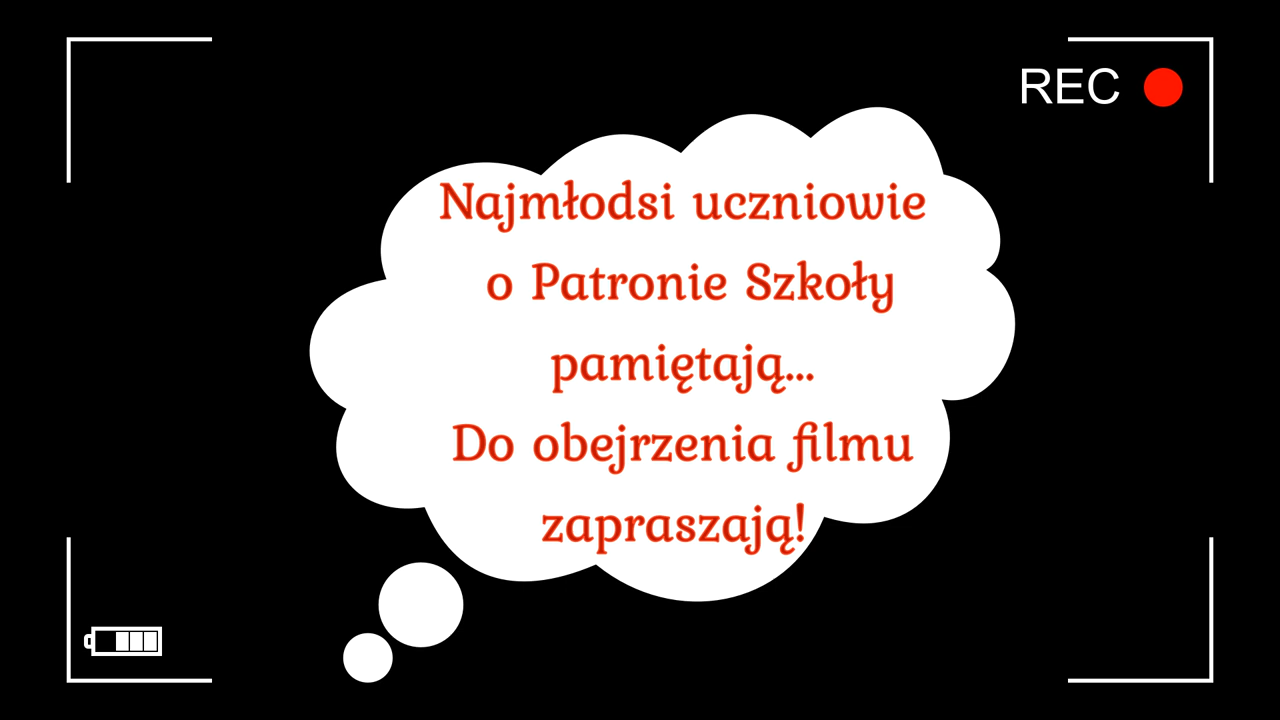 REC
Najmłodsi uczniowie
o Patronie Szkoły
pamiętają...
Do obejrzenia filmu
zapraszają!